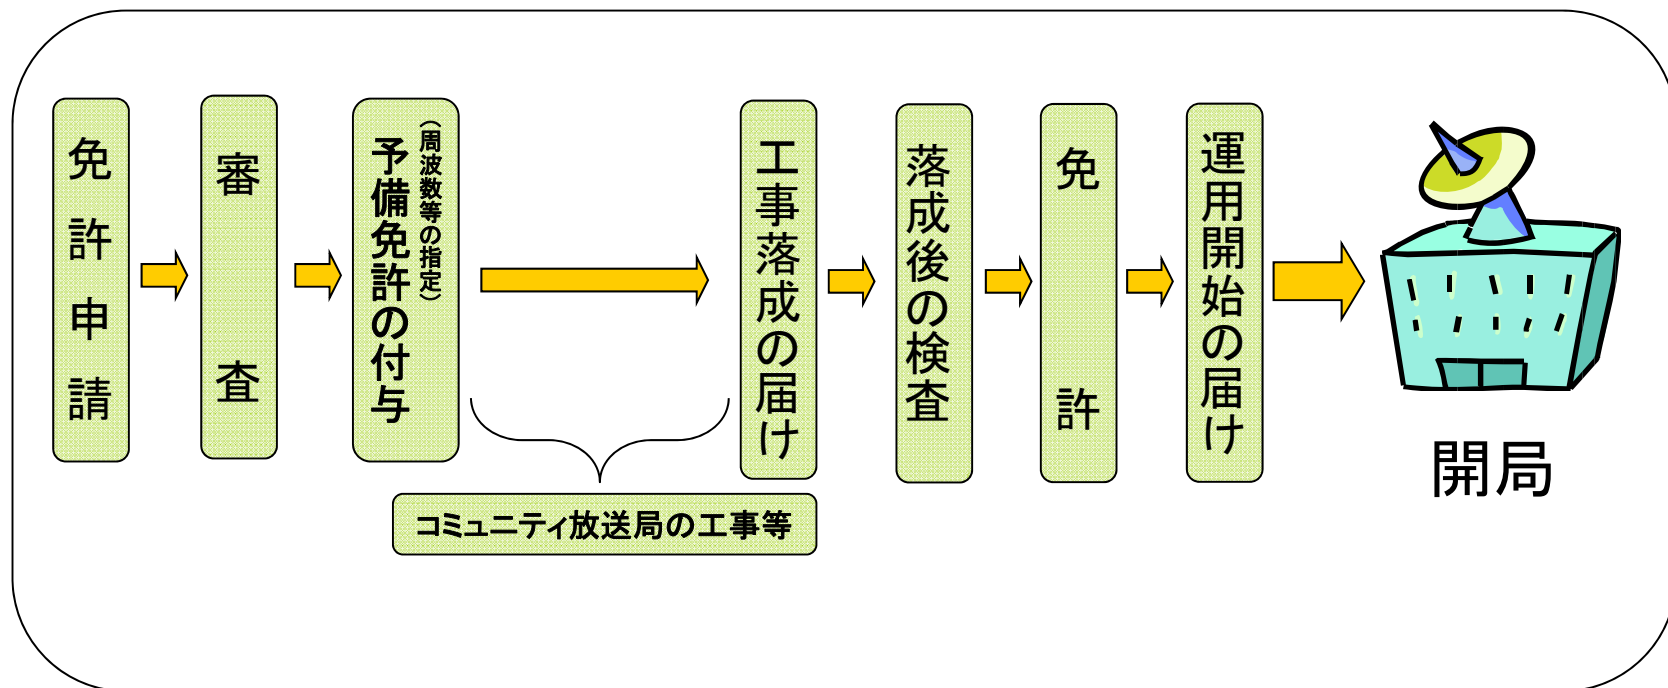 免許申請
審査
予備免許の付与
（周波数等の指定）
コミュニティ放送局の工事等
工事落成の届け
落成後の検査
免許
運用開始の届け
開局